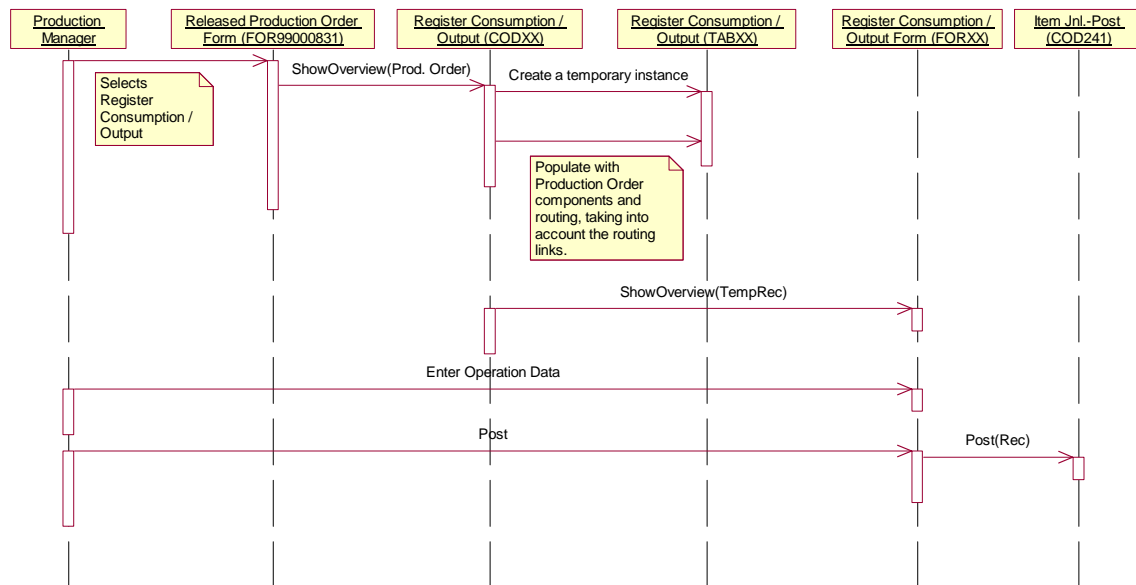 Production
Manager
Released Production Order
Form (FOR99000831)
Register Consumption /
Output (CODXX)
Register Consumption /
Output (TABXX)
Register Consumption /
Output Form (FORXX)
Item Jnl.-Post
(COD241)
Selects
Register
Consumption /
Output
ShowOverview(Prod. Order)
Create a temporary instance
Populate with
Production Order
components and
routing, taking into
account the routing
links.
ShowOverview(TempRec)
Enter Operation Data
Post
Post(Rec)